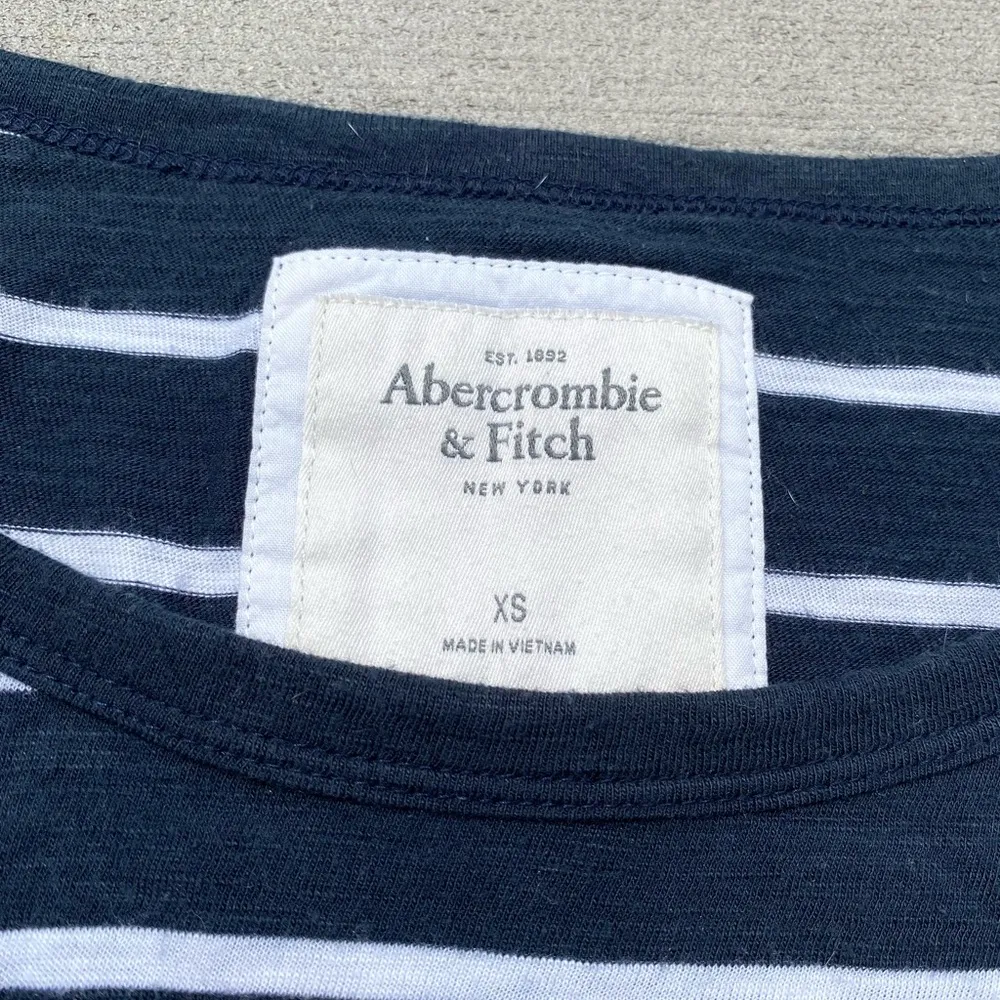 EST. 1892
Abercrombie
& Fitch
NEW YORK
XS
MADE IN VIETNAM